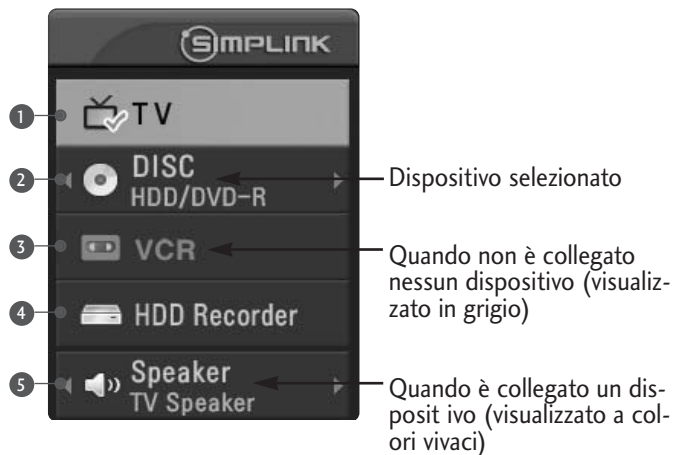 SIMPLINK
1 TV
2 DISC
HDD/DVD-R
Dispositivo selezionato
3 VCR
Quando non è collegato
nessun dispositivo (visualiz-
zato in grigio)
4 HDD Recorder
5 Speaker
TV Speaker
Quando è collegato un dis-
posit ivo (visualizzato a col-
ori vivaci)